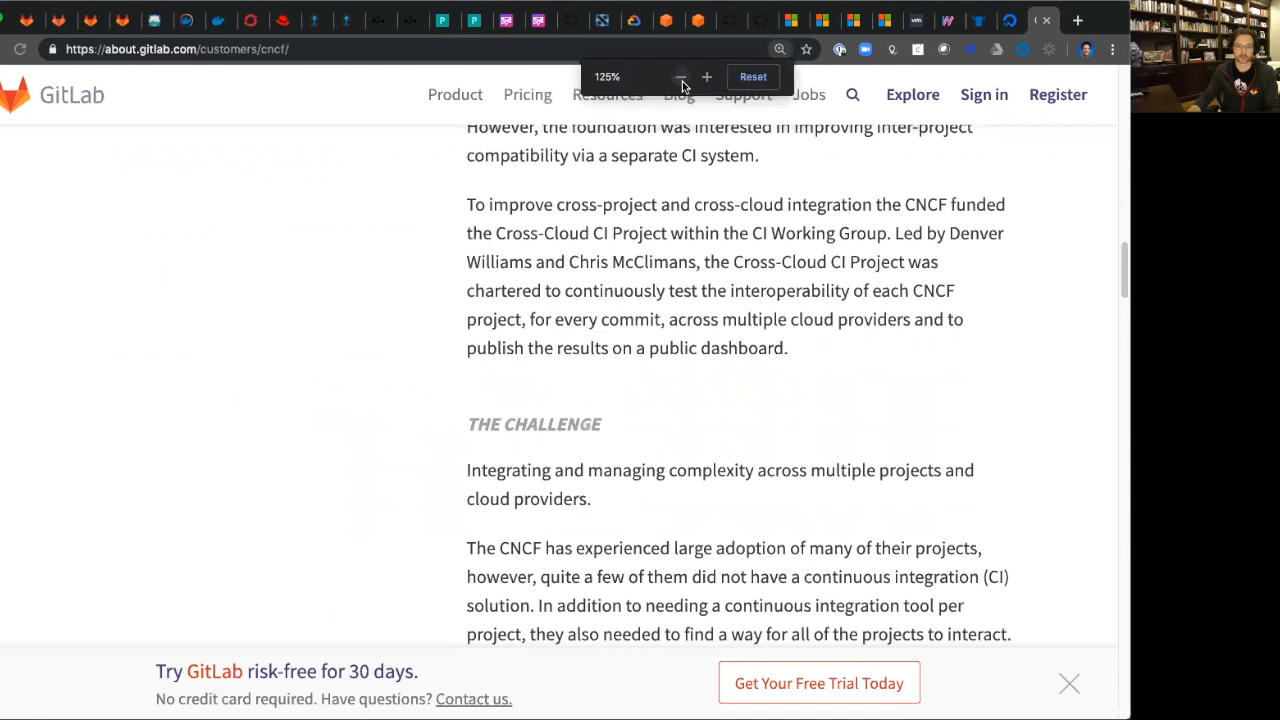 https://about.gitlab.com/customers/cncf/
125%
Reset
GitLab
Product
Pricing
Resources
Blog
Support
Jobs
Explore
Sign in
Register
However, the foundation was interested in improving inter-project
compatibility via a separate CI system.
To improve cross-project and cross-cloud integration the CNCF funded
the Cross-Cloud CI Project within the CI Working Group. Led by Denver
Williams and Chris McClimans, the Cross-Cloud CI Project was
chartered to continuously test the interoperability of each CNCF
project, for every commit, across multiple cloud providers and to
publish the results on a public dashboard.
THE CHALLENGE
Integrating and managing complexity across multiple projects and
cloud providers.
The CNCF has experienced large adoption of many of their projects,
however, quite a few of them did not have a continuous integration (CI)
solution. In addition to needing a continuous integration tool per
project, they also needed to find a way for all of the projects to interact.
Try GitLab risk-free for 30 days.
No credit card required. Have questions? Contact us.
Get Your Free Trial Today